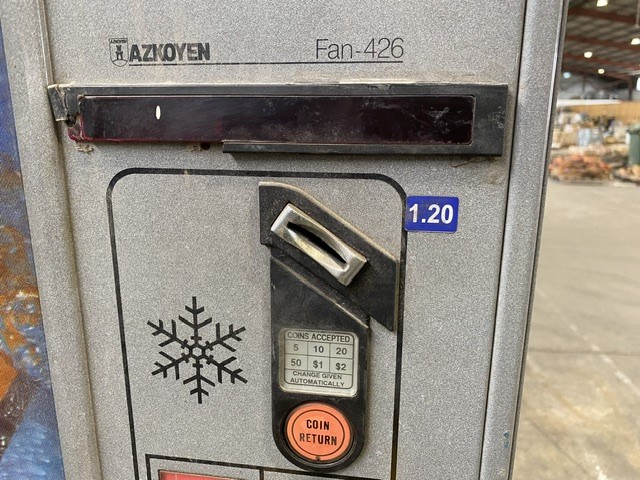 AZKOYEN Fan-426
1.20
COINS ACCEPTED
5 10 20
50 $1 $2
CHANGE GIVEN
AUTOMATICALLY
COIN
RETURN